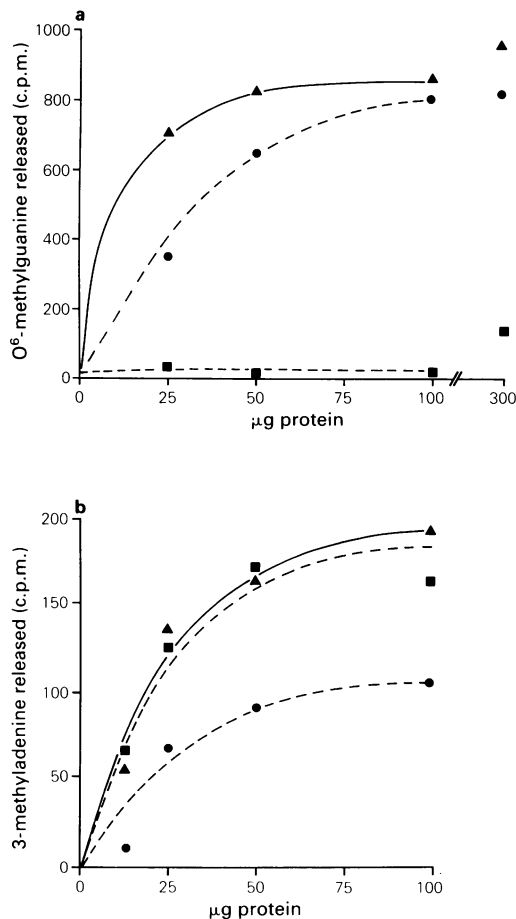 a
O⁶-methylguanine released (c.p.m.)
1000
800
600
400
200
0
0 25 50 75 100 300
μg protein
b
3-methyladenine released (c.p.m.)
200
150
100
50
0
0 25 50 75 100
μg protein